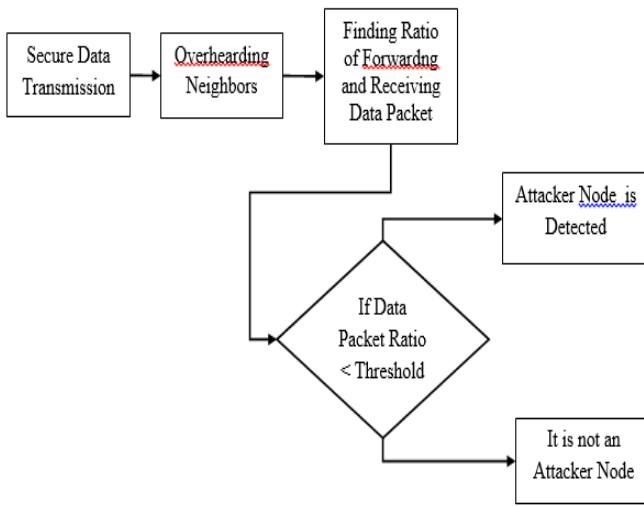 Secure Data
Transmission
Overhearding
Neighbors
Finding Ratio
of Forwardng
and Receiving
Data Packet
Attacker Node is
Detected
If Data
Packet Ratio
< Threshold
It is not an
Attacker Node